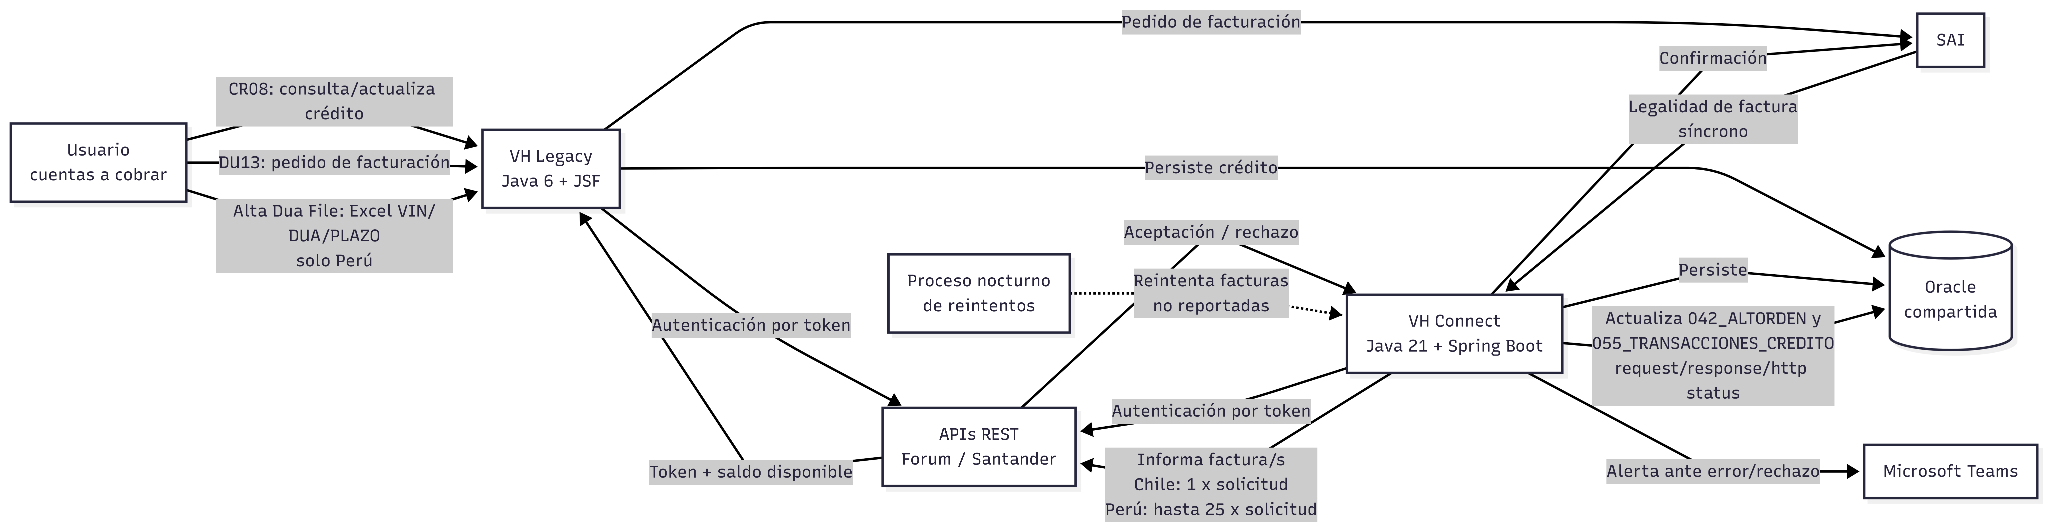 Pedido de facturación
SAI
Confirmación
CR08: consulta/actualiza
crédito
Legalidad de factura
síncrono
Usuario
cuentas a cobrar
DU13: pedido de facturación
VH Legacy
Java 6 + JSF
Persiste crédito
Alta Dua File: Excel VIN/
DUA/PLAZO
solo Perú
Aceptación / rechazo
Proceso nocturno
de reintentos
Reintenta facturas
no reportadas
Persiste
Oracle
compartida
Autenticación por token
VH Connect
Java 21 + Spring Boot
Actualiza 042_ALTORDEN y
055_TRANSACCIONES_CREDITO
request/response/http
status
Autenticación por token
APIs REST
Forum / Santander
Token + saldo disponible
Informa factura/s
Chile: 1 x solicitud
Perú: hasta 25 x solicitud
Alerta ante error/rechazo
Microsoft Teams